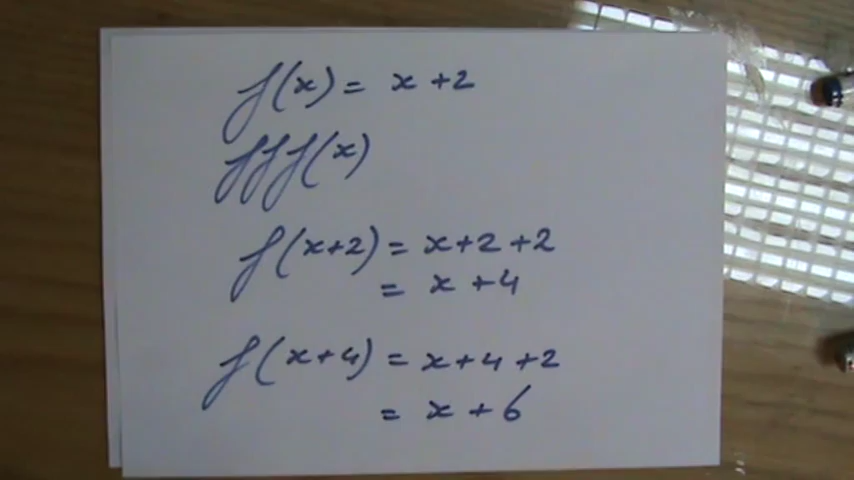 f(x) = x + 2
fff(x)
f(x+2) = x+2+2
= x + 4
f(x+4) = x+4+2
= x + 6